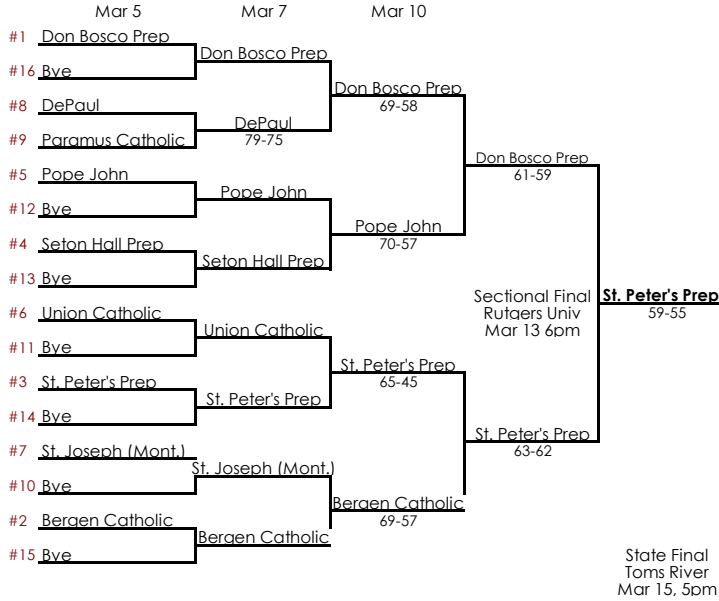 Mar 5
Mar 7
Mar 10
#1 Don Bosco Prep
Don Bosco Prep
#16 Bye
Don Bosco Prep
69-58
#8 DePaul
DePaul
79-75
#9 Paramus Catholic
Don Bosco Prep
61-59
#5 Pope John
Pope John
#12 Bye
Pope John
70-57
#4 Seton Hall Prep
Seton Hall Prep
#13 Bye
Sectional Final
Rutgers Univ
Mar 13 6pm
St. Peter's Prep
59-55
#6 Union Catholic
Union Catholic
#11 Bye
St. Peter's Prep
65-45
#3 St. Peter's Prep
St. Peter's Prep
#14 Bye
St. Peter's Prep
63-62
#7 St. Joseph (Mont.)
St. Joseph (Mont.)
#10 Bye
Bergen Catholic
69-57
#2 Bergen Catholic
Bergen Catholic
#15 Bye
State Final
Toms River
Mar 15, 5pm